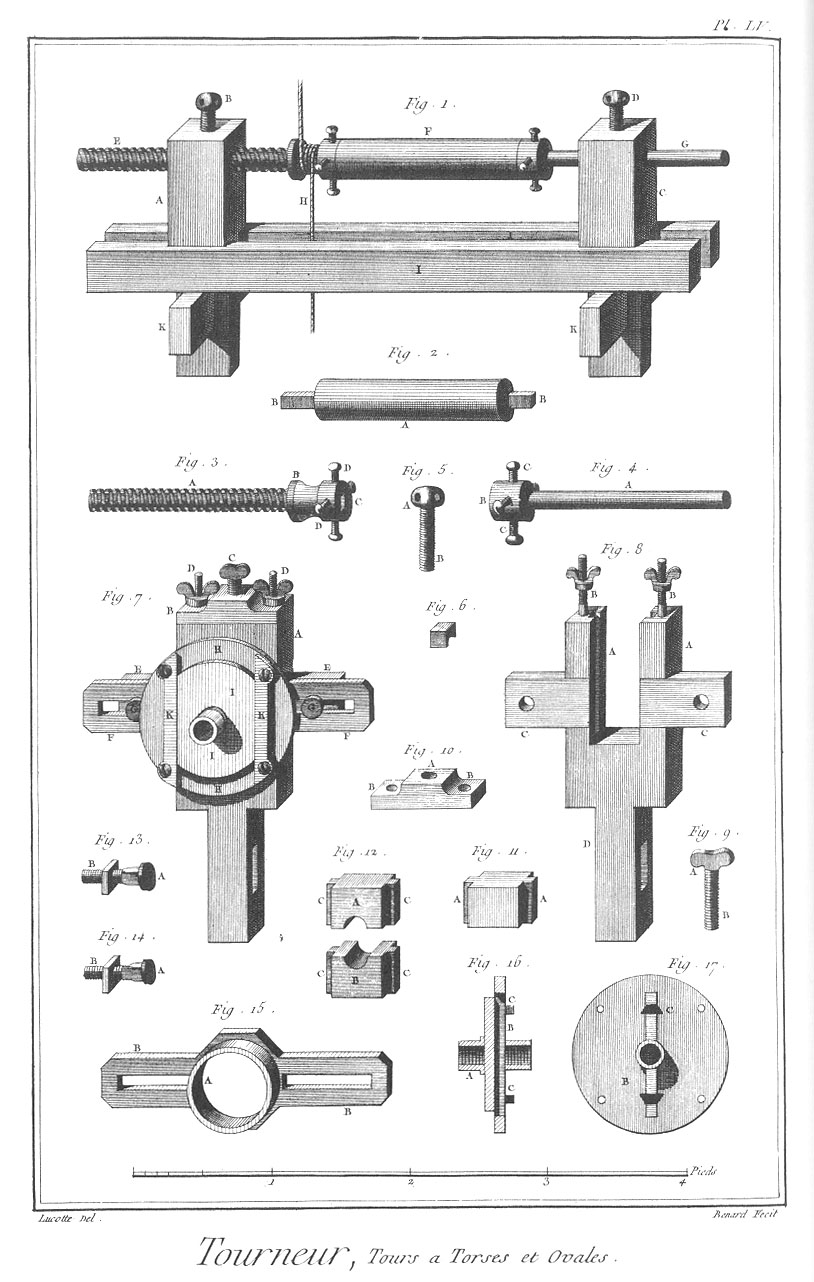 Pl. LV.
Fig. 1.
B D
E F G
A H C
I
K K
Fig. 2.
B B
A
Fig. 3. Fig. 5. Fig. 4.
A B D C D
A B
C B A C
Fig. 7. Fig. 6. Fig. 8.
D C D
B A
E H E
I
K K
G G
F I F
H
B B
A A
C C
D
Fig. 10.
A
B B
Fig. 13. Fig. 12. Fig. 11. Fig. 9.
B A
A
C C
A A
A
B
Fig. 14.
B A
C C
B
Fig. 15. Fig. 16. Fig. 17.
B
A
B
C
B
A
C
C
B
1 2 3 4 Pieds
Lucotte Del. Benard Fecit
Tourneur, Tours a Torses et Ovales.